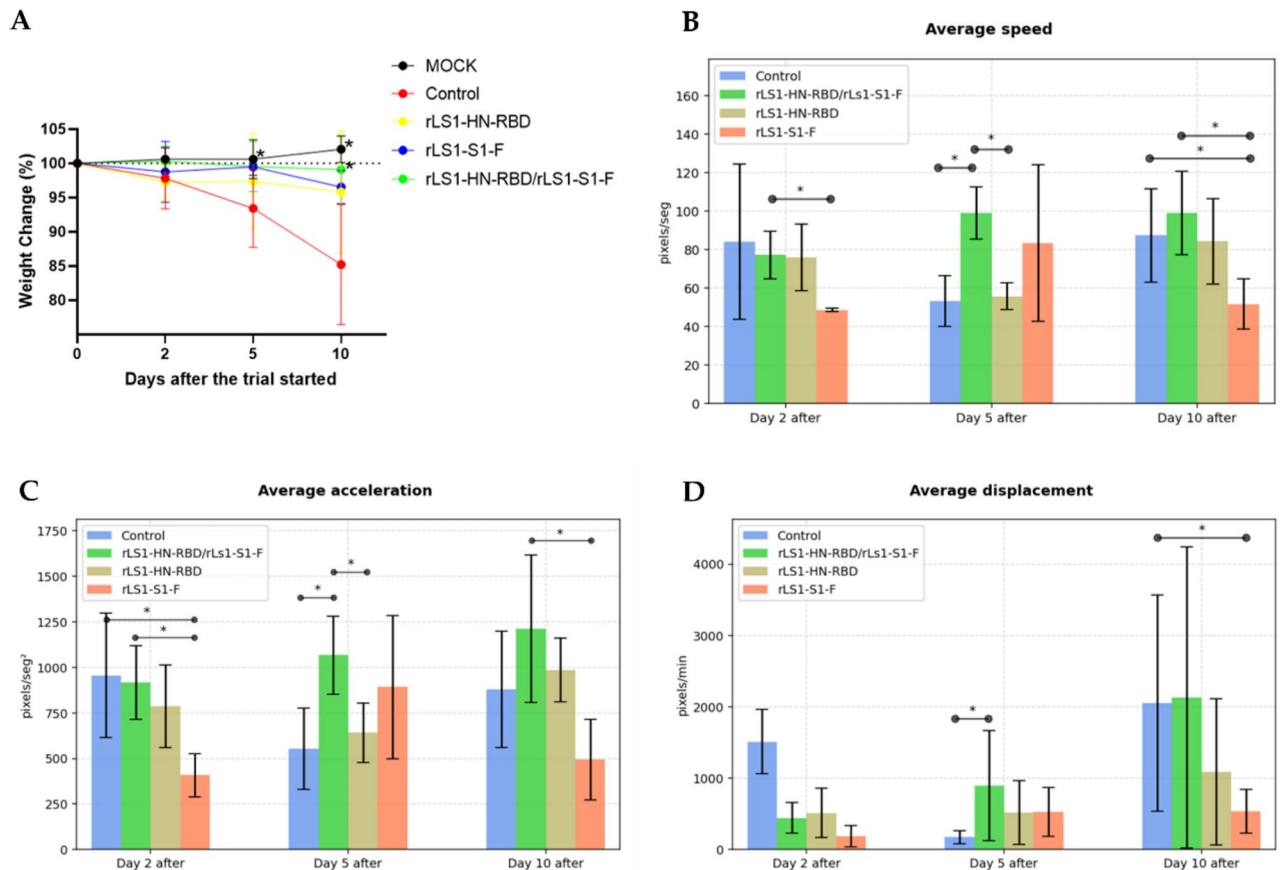 A
MOCK
Control
rLS1-HN-RBD
rLS1-S1-F
rLS1-HN-RBD/rLS1-S1-F
Weight Change (%)
105
100
95
90
85
80
*
*
*
0
2
5
10
Days after the trial started
B
Average speed
Control
rLS1-HN-RBD/rLs1-S1-F
rLS1-HN-RBD
rLS1-S1-F
pixels/seg
160
140
120
100
80
60
40
20
0
*
*
*
*
*
Day 2 after
Day 5 after
Day 10 after
C
Average acceleration
Control
rLS1-HN-RBD/rLs1-S1-F
rLS1-HN-RBD
rLS1-S1-F
pixels/seg²
1750
1500
1250
1000
750
500
250
0
*
*
*
*
*
Day 2 after
Day 5 after
Day 10 after
D
Average displacement
Control
rLS1-HN-RBD/rLs1-S1-F
rLS1-HN-RBD
rLS1-S1-F
pixels/min
4000
3000
2000
1000
0
*
*
Day 2 after
Day 5 after
Day 10 after